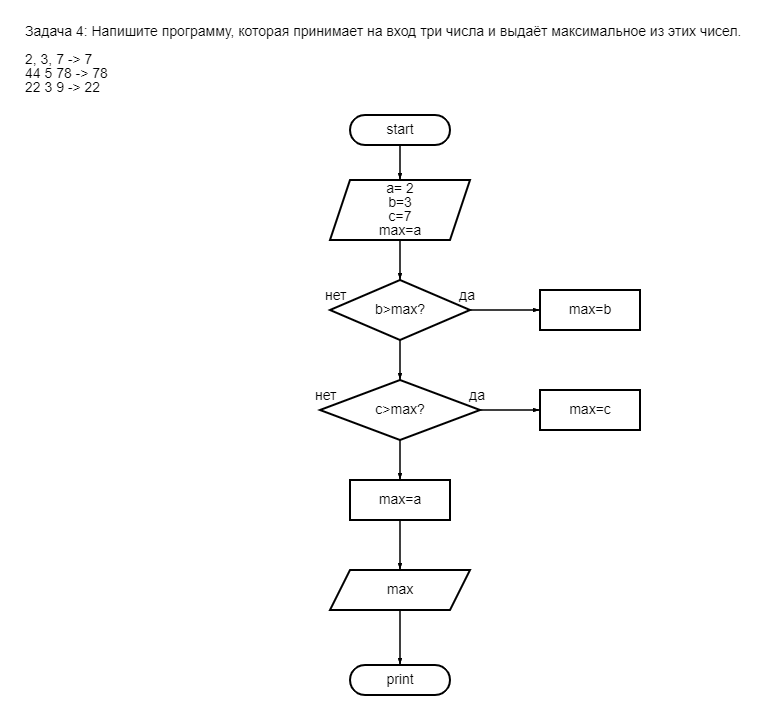 Задача 4: Напишите программу, которая принимает на вход три числа и выдаёт максимальное из этих чисел.
2, 3, 7 -> 7
44 5 78 -> 78
22 3 9 -> 22
start
a= 2
b=3
c=7
max=a
нет
b>max?
да
max=b
нет
c>max?
да
max=c
max=a
max
print